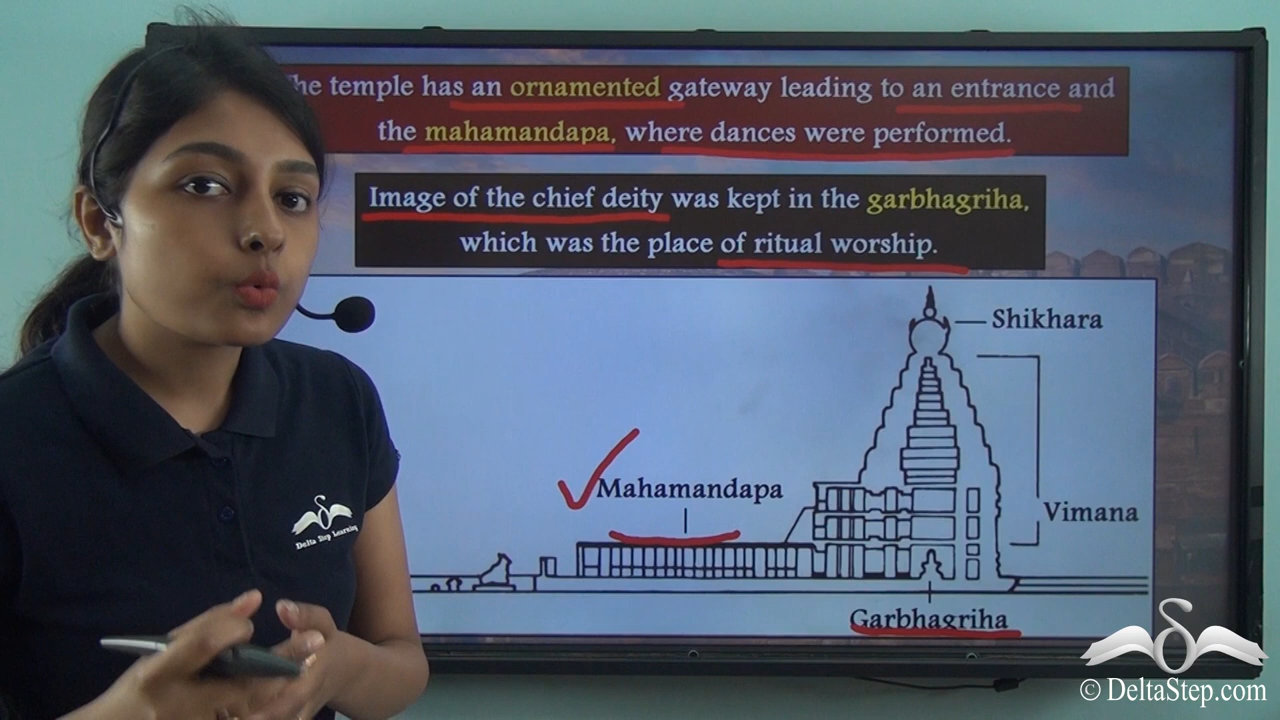 he temple has an ornamented gateway leading to an entrance and
the mahamandapa, where dances were performed.
Image of the chief deity was kept in the garbhagriha,
which was the place of ritual worship.
Shikhara
Mahamandapa
Vimana
Garbhagriha
Delta Step Learning
© DeltaStep.com